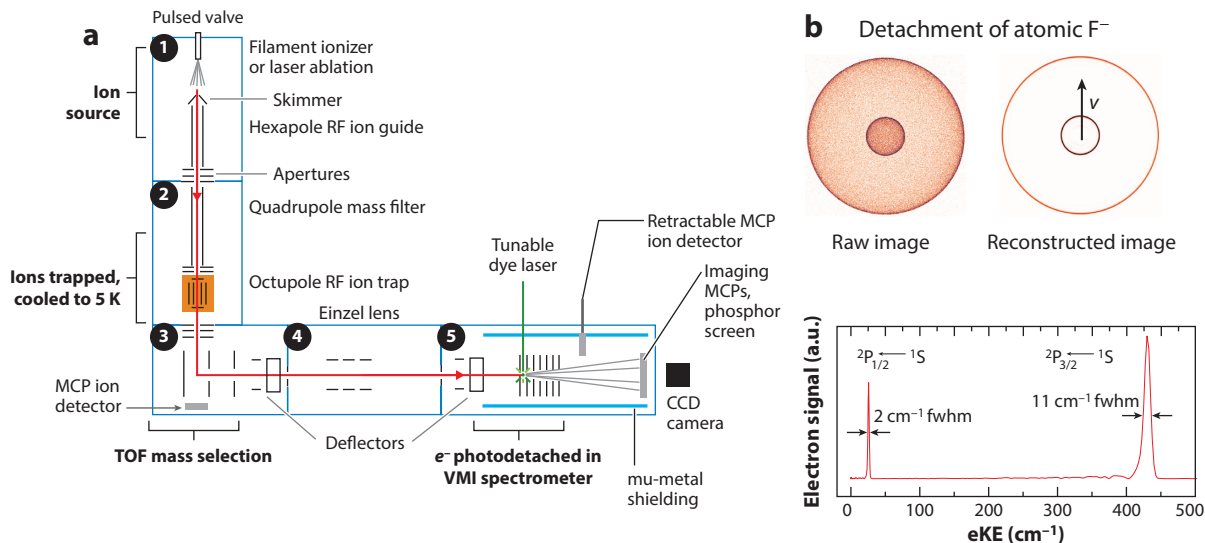 a
Pulsed valve
1
Filament ionizer
or laser ablation
Ion
source
Skimmer
Hexapole RF ion guide
Apertures
2
Quadrupole mass filter
Ions trapped,
cooled to 5 K
Octupole RF ion trap
3
Einzel lens
4
5
Tunable
dye laser
Retractable MCP
ion detector
Imaging
MCPs,
phosphor
screen
MCP ion
detector
Deflectors
CCD
camera
TOF mass selection
e⁻ photodetached in
VMI spectrometer
mu-metal
shielding
b
Detachment of atomic F⁻
v
Raw image
Reconstructed image
Electron signal (a.u.)
²P₁/₂ ← ¹S
²P₃/₂ ← ¹S
2 cm⁻¹ fwhm
11 cm⁻¹ fwhm
0 100 200 300 400 500
eKE (cm⁻¹)